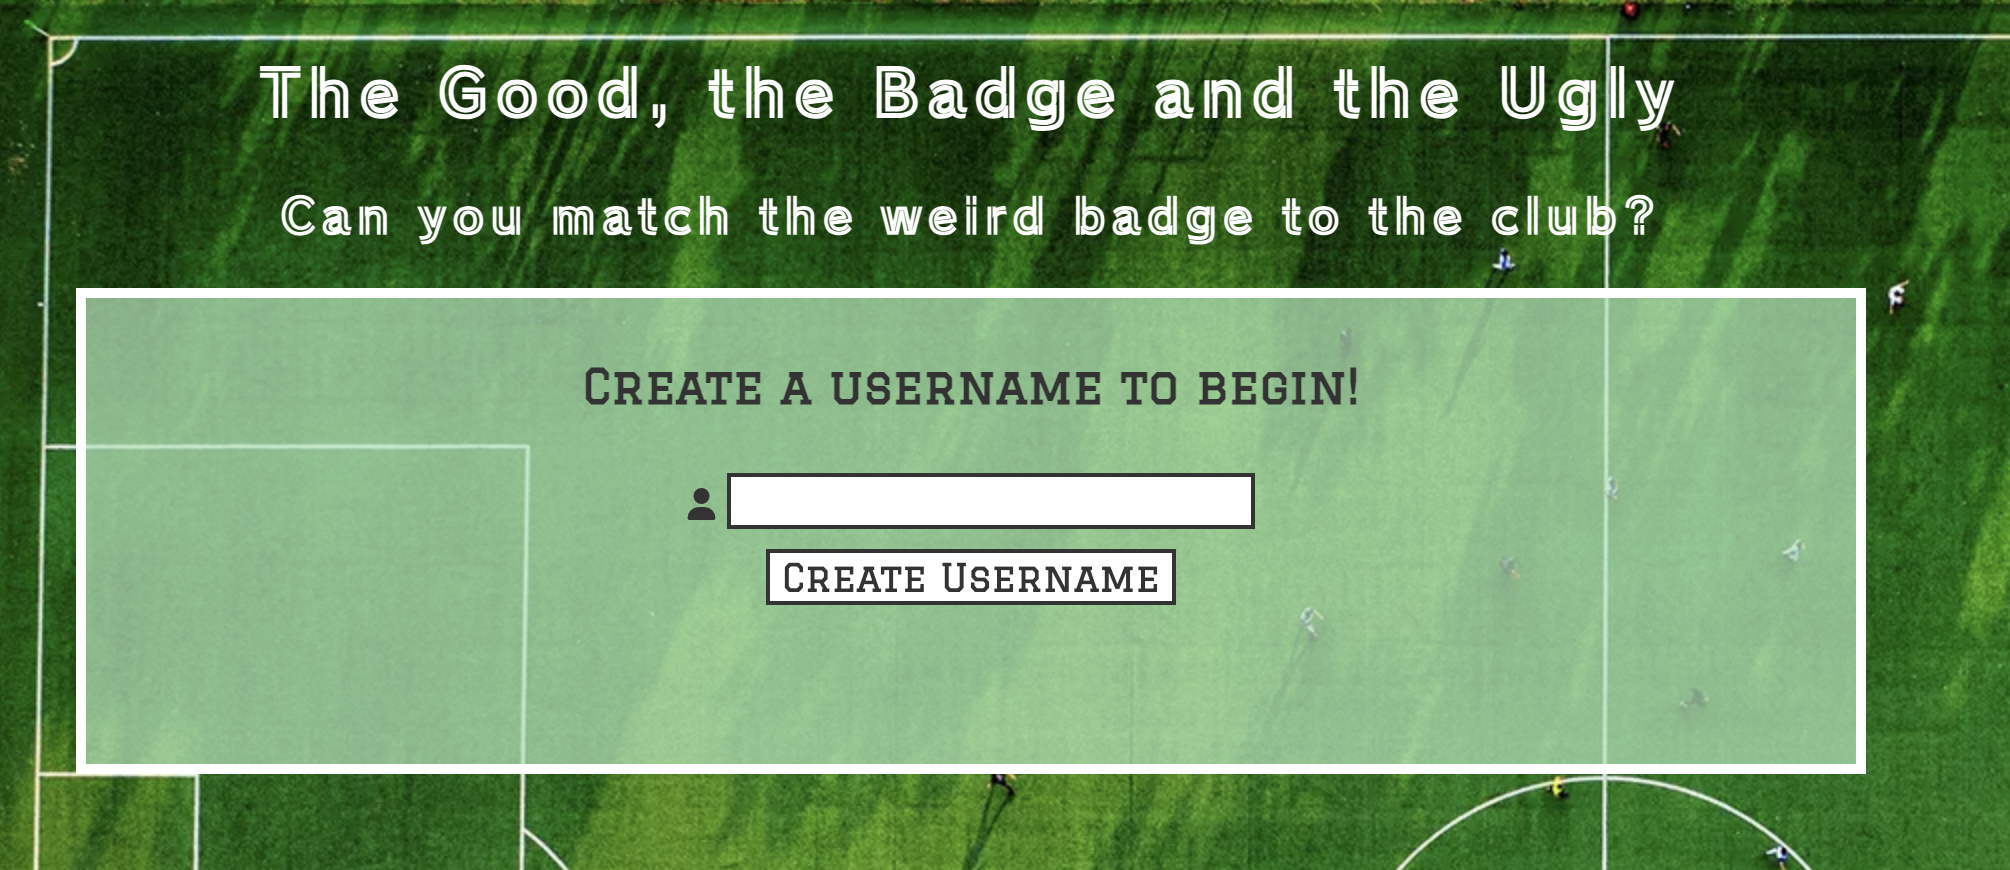 The Good, the Badge and the Ugly
Can you match the weird badge to the club?
Create a username to begin!
Create Username